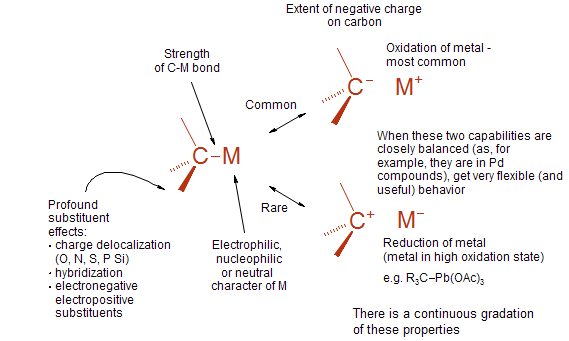 Extent of negative charge
on carbon
Strength
of C-M bond
Oxidation of metal -
most common
C⁻ M⁺
Common
C-M
When these two capabilities are
closely balanced (as, for
example, they are in Pd
compounds), get very flexible (and
useful) behavior
Rare
C⁺ M⁻
Profound
substituent
effects:
• charge delocalization
(O, N, S, P Si)
• hybridization
• electronegative
electropositive
substituents
Electrophilic,
nucleophilic
or neutral
character of M
Reduction of metal
(metal in high oxidation state)
e.g. R₃C–Pb(OAc)₃
There is a continuous gradation
of these properties